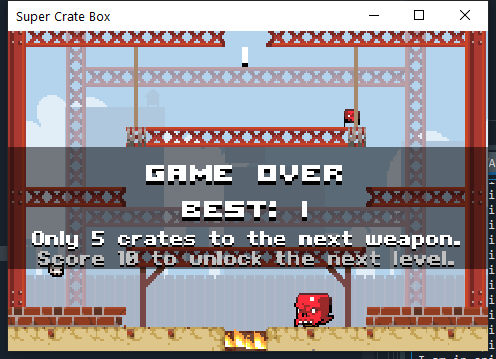 Super Crate Box
1
GAME OVER
BEST: 1
Only 5 crates to the next weapon.
Score 10 to unlock the next level.